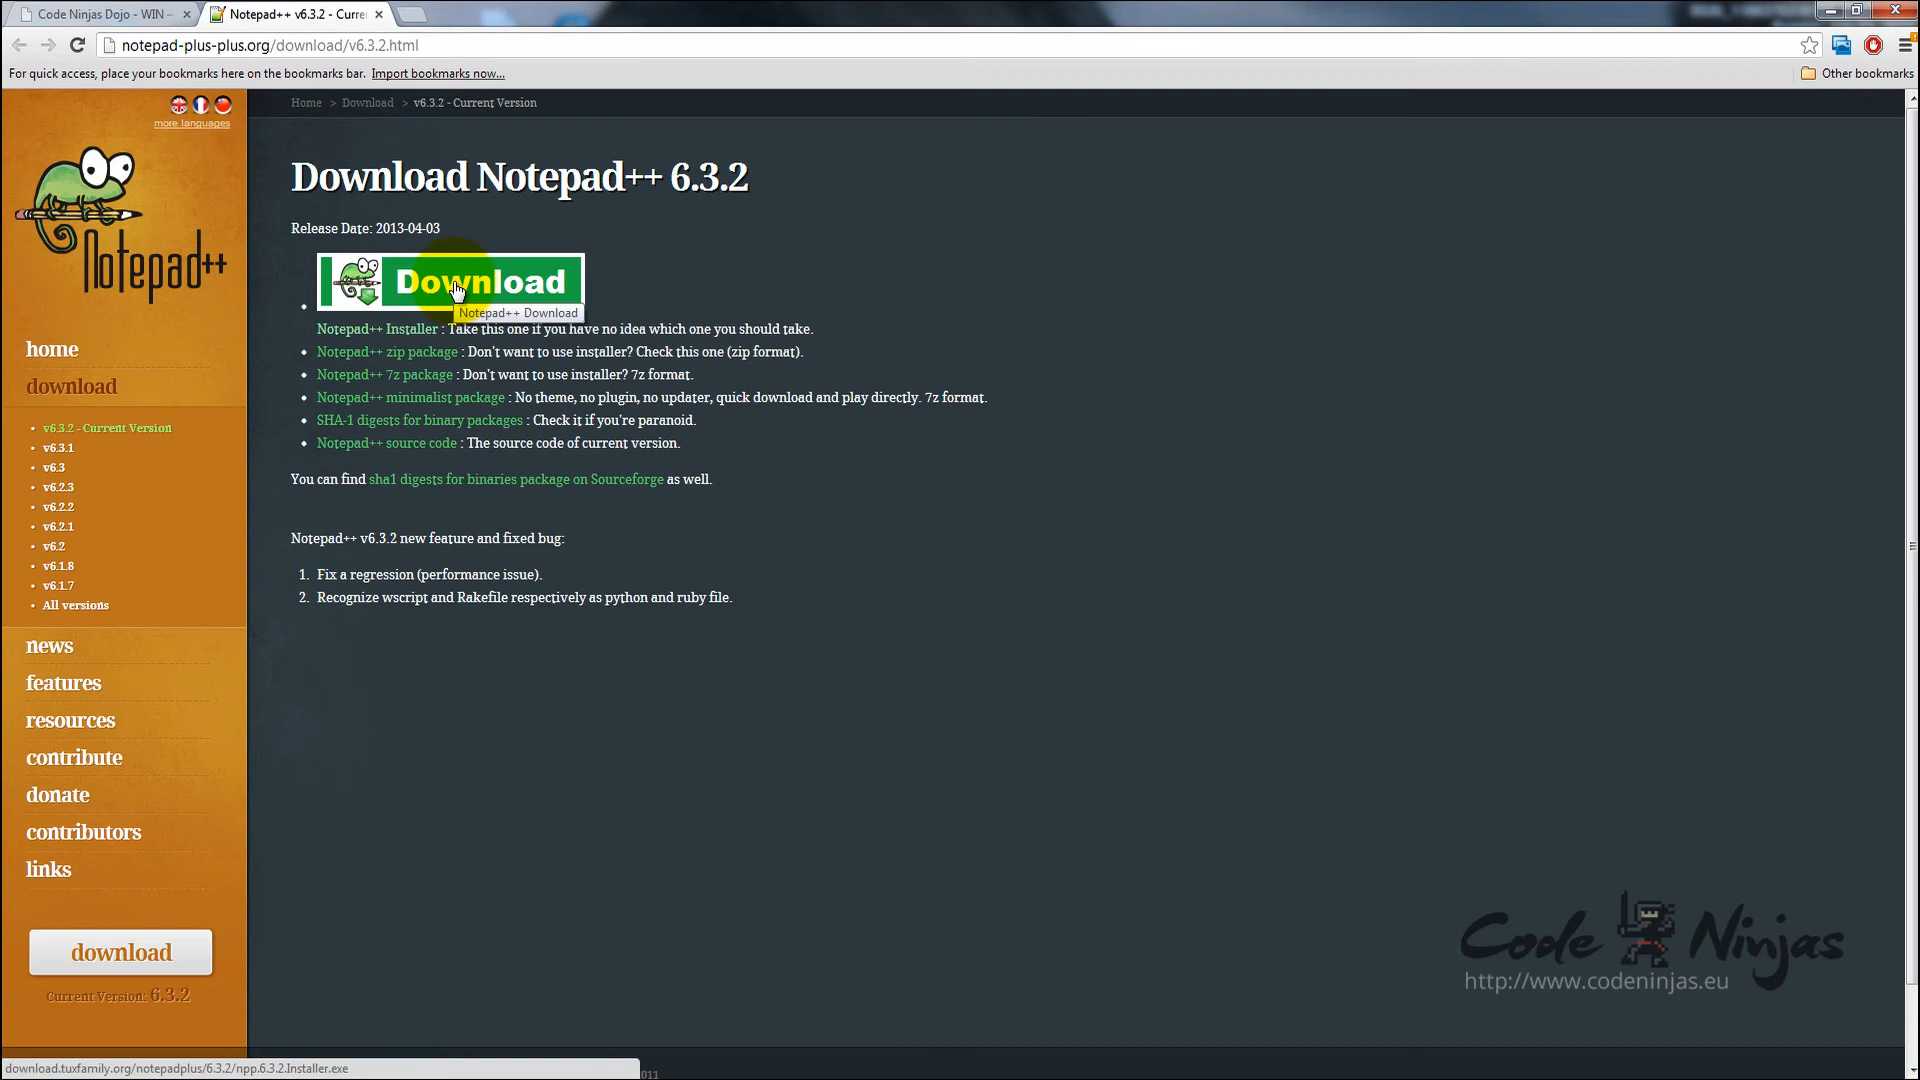 Code Ninjas Dojo - WIN -
Notepad++ v6.3.2 - Curre
notepad-plus-plus.org/download/v6.3.2.html
For quick access, place your bookmarks here on the bookmarks bar. Import bookmarks now...
Other bookmarks
more languages
Notepad++
home
download
v6.3.2 - Current Version
v6.3.1
v6.3
v6.2.3
v6.2.2
v6.2.1
v6.2
v6.1.8
v6.1.7
All versions
news
features
resources
contribute
donate
contributors
links
download
Current Version: 6.3.2
Home > Download > v6.3.2 - Current Version
Download Notepad++ 6.3.2
Release Date: 2013-04-03
Download
Notepad++ Download
Notepad++ Installer : Take this one if you have no idea which one you should take.
Notepad++ zip package : Don't want to use installer? Check this one (zip format).
Notepad++ 7z package : Don't want to use installer? 7z format.
Notepad++ minimalist package : No theme, no plugin, no updater, quick download and play directly. 7z format.
SHA-1 digests for binary packages : Check it if you're paranoid.
Notepad++ source code : The source code of current version.
You can find sha1 digests for binaries package on Sourceforge as well.
Notepad++ v6.3.2 new feature and fixed bug:
1. Fix a regression (performance issue).
2. Recognize wscript and Rakefile respectively as python and ruby file.
Code Ninjas
http://www.codeninjas.eu
download.tuxfamily.org/notepadplus/6.3.2/npp.6.3.2.Installer.exe